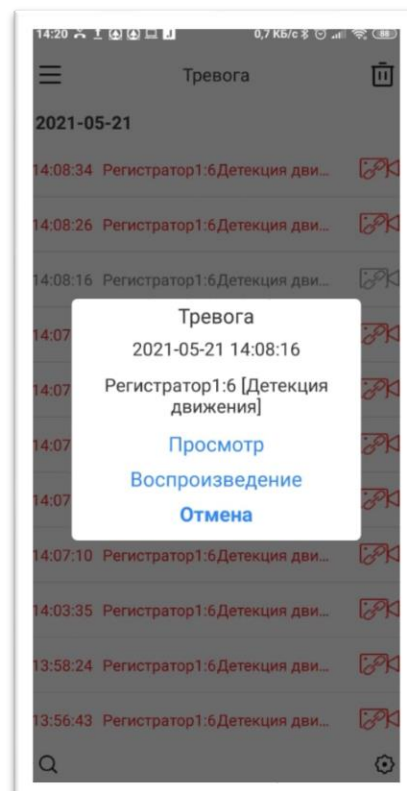 14:20 0,7 КБ/с 66
Тревога
2021-05-21
14:08:34 Регистратор1:6Детекция дви...
14:08:26 Регистратор1:6Детекция дви...
14:08:16 Регистратор1:6Детекция дви...
Тревога
2021-05-21 14:08:16
14:07
Регистратор1:6 [Детекция
движения]
14:07
14:07
Просмотр
Воспроизведение
14:07
Отмена
14:07:10 Регистратор1:6Детекция дви...
14:03:35 Регистратор1:6Детекция дви...
13:58:24 Регистратор1:6Детекция дви...
13:56:43 Регистратор1:6Детекция дви...